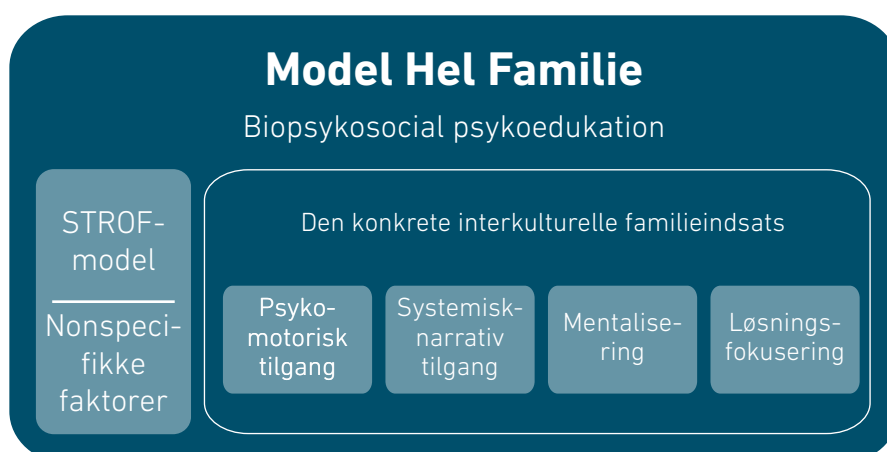 Model Hel Familie
Biopsykosocial psykoedukation
STROF-
model
Nonspeci-
fikke
faktorer
Den konkrete interkulturelle familieindsats
Psyko-
motorisk
tilgang
Systemisk-
narrativ
tilgang
Mentalise-
ring
Løsnings-
fokusering